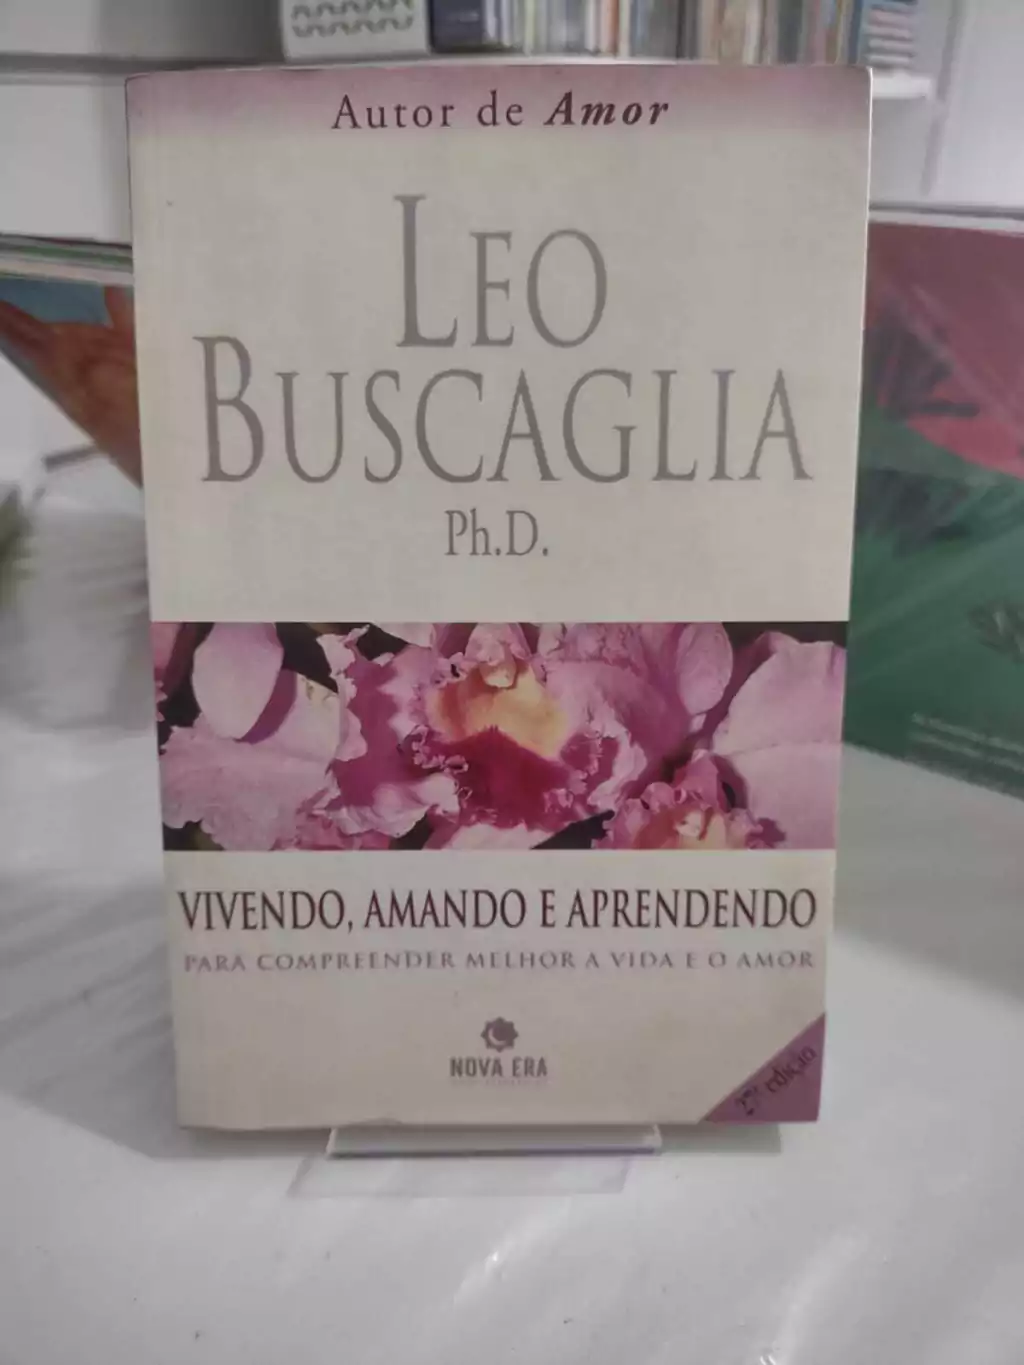 Autor de Amor
LEO
BUSCAGLIA
Ph.D.
VIVENDO, AMANDO E APRENDENDO
PARA COMPREENDER MELHOR A VIDA E O AMOR
NOVA ERA
edição